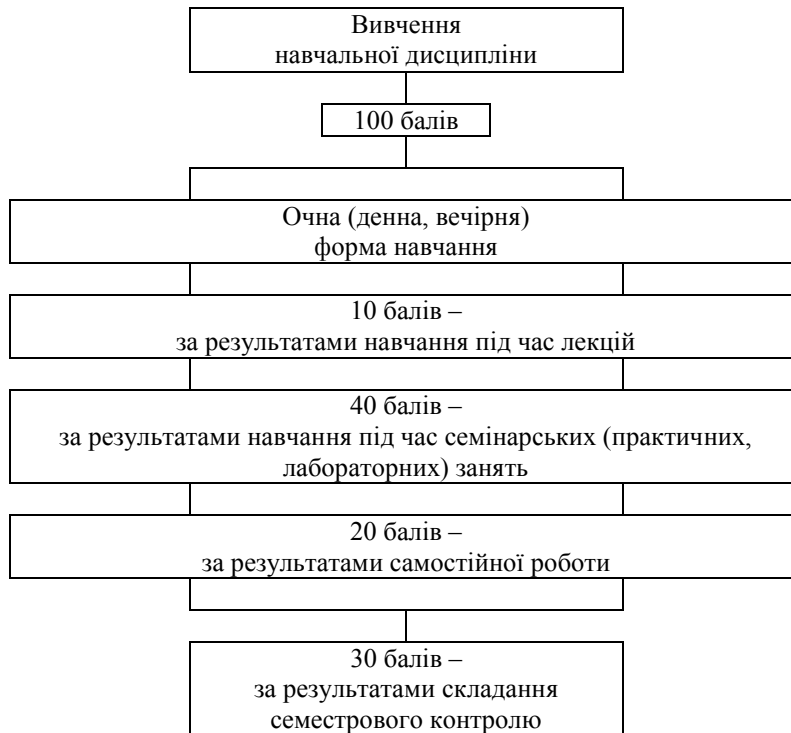 Вивчення
навчальної дисципліни
100 балів
Очна (денна, вечірня)
форма навчання
10 балів –
за результатами навчання під час лекцій
40 балів –
за результатами навчання під час семінарських (практичних,
лабораторних) занять
20 балів –
за результатами самостійної роботи
30 балів –
за результатами складання
семестрового контролю